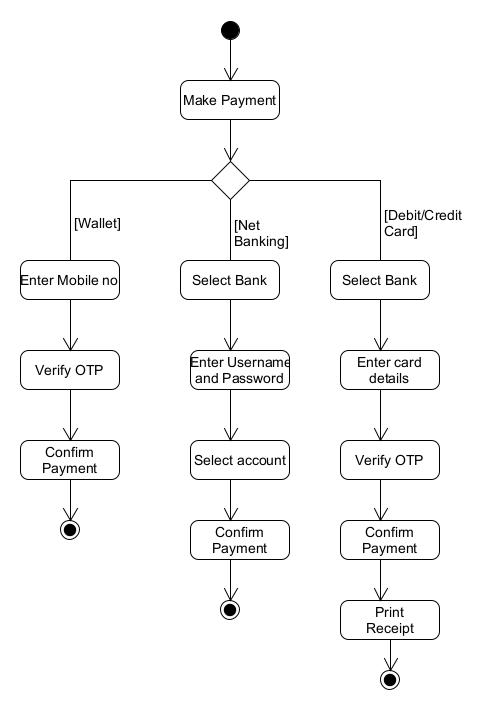 Make Payment
[Wallet]
[Net
Banking]
[Debit/Credit
Card]
Enter Mobile no
Select Bank
Select Bank
Verify OTP
Enter Username
and Password
Enter card
details
Confirm
Payment
Select account
Verify OTP
Confirm
Payment
Confirm
Payment
Print
Receipt